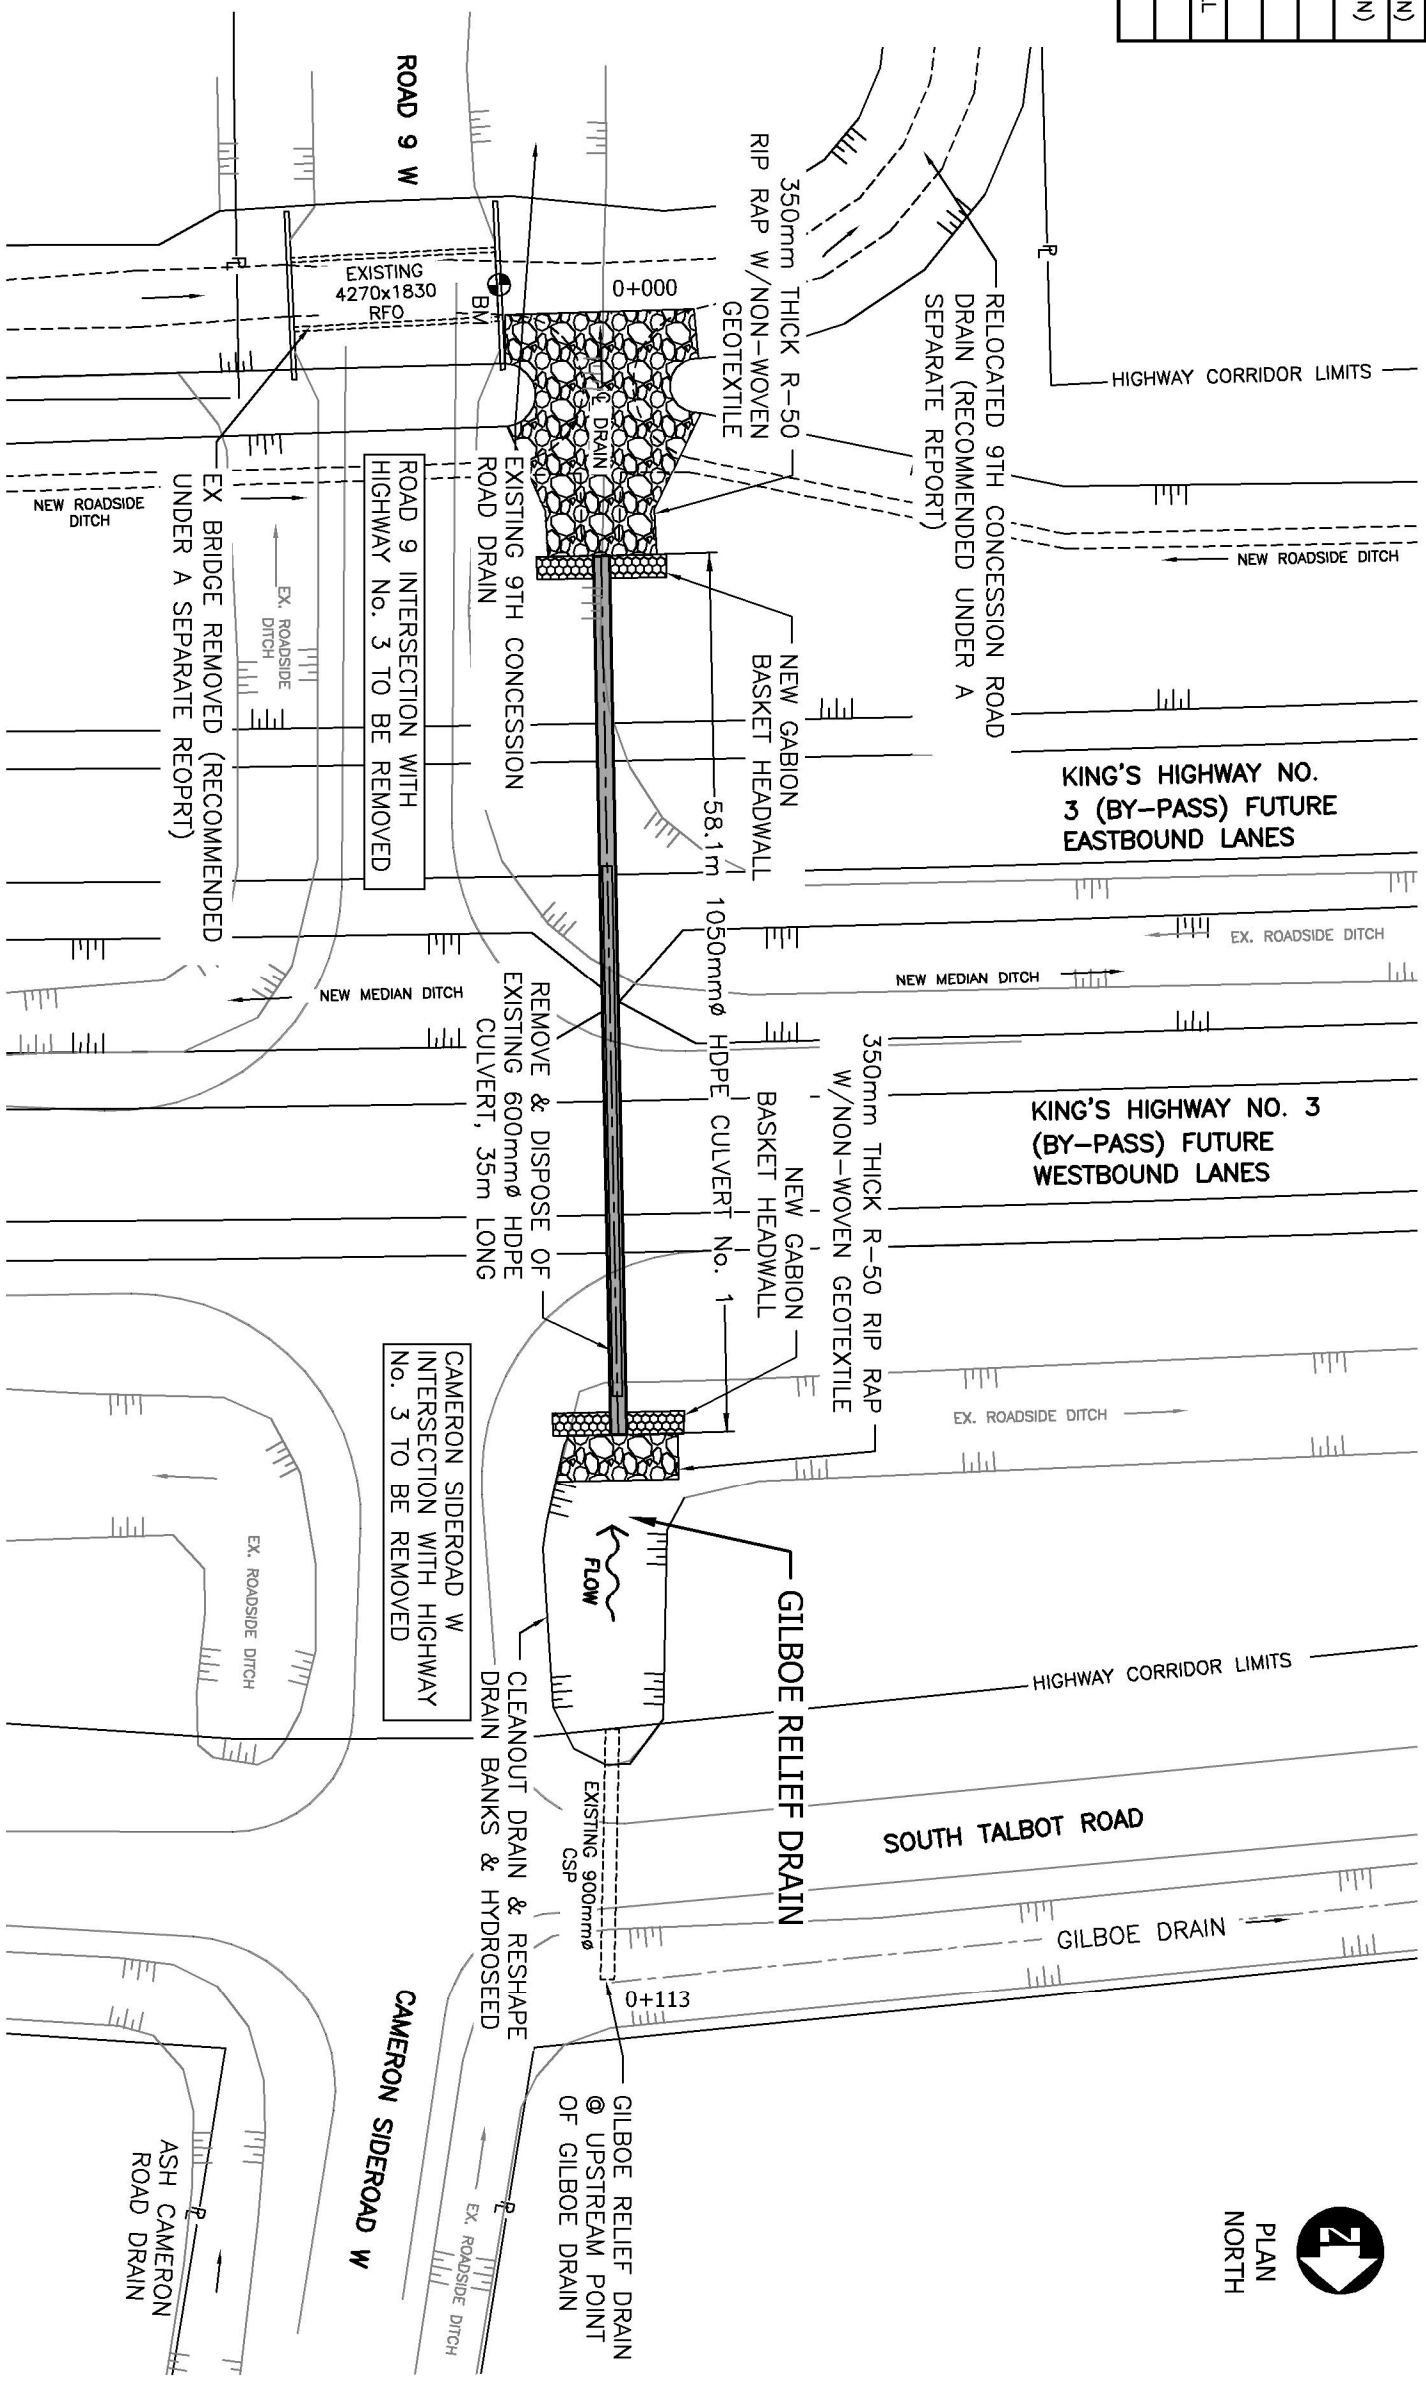 N)
N)
L
ROAD 9 W
EXISTING
4270x1830
RFO
BM
0+000
350mm THICK R-50
RIP RAP W/NON-WOVEN
GEOTEXTILE
RELOCATED 9TH CONCESSION ROAD
DRAIN (RECOMMENDED UNDER A
SEPARATE REPORT)
HIGHWAY CORRIDOR LIMITS
NEW ROADSIDE
DITCH
EX. ROADSIDE
DITCH
EX BRIDGE REMOVED (RECOMMENDED
UNDER A SEPARATE REOPRT)
ROAD 9 INTERSECTION WITH
HIGHWAY No. 3 TO BE REMOVED
EXISTING 9TH CONCESSION
ROAD DRAIN
DRAIN
NEW ROADSIDE DITCH
NEW GABION
BASKET HEADWALL
KING'S HIGHWAY NO.
3 (BY-PASS) FUTURE
EASTBOUND LANES
58.1m 1050mmø HDPE CULVERT No. 1
EX. ROADSIDE DITCH
NEW MEDIAN DITCH
NEW MEDIAN DITCH
REMOVE & DISPOSE OF
EXISTING 600mmø HDPE
CULVERT, 35m LONG
NEW GABION
BASKET HEADWALL
350mm THICK R-50 RIP RAP
W/NON-WOVEN GEOTEXTILE
KING'S HIGHWAY NO. 3
(BY-PASS) FUTURE
WESTBOUND LANES
CAMERON SIDEROAD W
INTERSECTION WITH HIGHWAY
No. 3 TO BE REMOVED
EX. ROADSIDE DITCH
EX. ROADSIDE DITCH
FLOW
GILBOE RELIEF DRAIN
HIGHWAY CORRIDOR LIMITS
CLEANOUT DRAIN & RESHAPE
DRAIN BANKS & HYDROSEED
EXISTING 900mmø
CSP
SOUTH TALBOT ROAD
GILBOE DRAIN
0+113
CAMERON SIDEROAD W
GILBOE RELIEF DRAIN
@ UPSTREAM POINT
OF GILBOE DRAIN
EX. ROADSIDE DITCH
ASH CAMERON
ROAD DRAIN
N
PLAN
NORTH